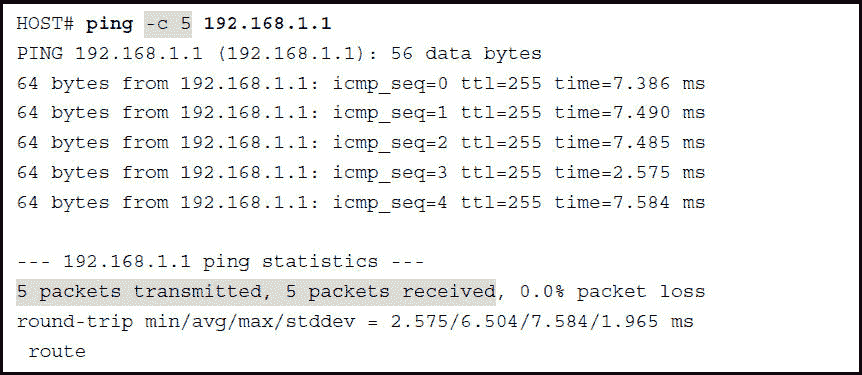 HOST# ping -c 5 192.168.1.1
PING 192.168.1.1 (192.168.1.1): 56 data bytes
64 bytes from 192.168.1.1: icmp_seq=0 ttl=255 time=7.386 ms
64 bytes from 192.168.1.1: icmp_seq=1 ttl=255 time=7.490 ms
64 bytes from 192.168.1.1: icmp_seq=2 ttl=255 time=7.485 ms
64 bytes from 192.168.1.1: icmp_seq=3 ttl=255 time=2.575 ms
64 bytes from 192.168.1.1: icmp_seq=4 ttl=255 time=7.584 ms
--- 192.168.1.1 ping statistics ---
5 packets transmitted, 5 packets received, 0.0% packet loss
round-trip min/avg/max/stddev = 2.575/6.504/7.584/1.965 ms
route